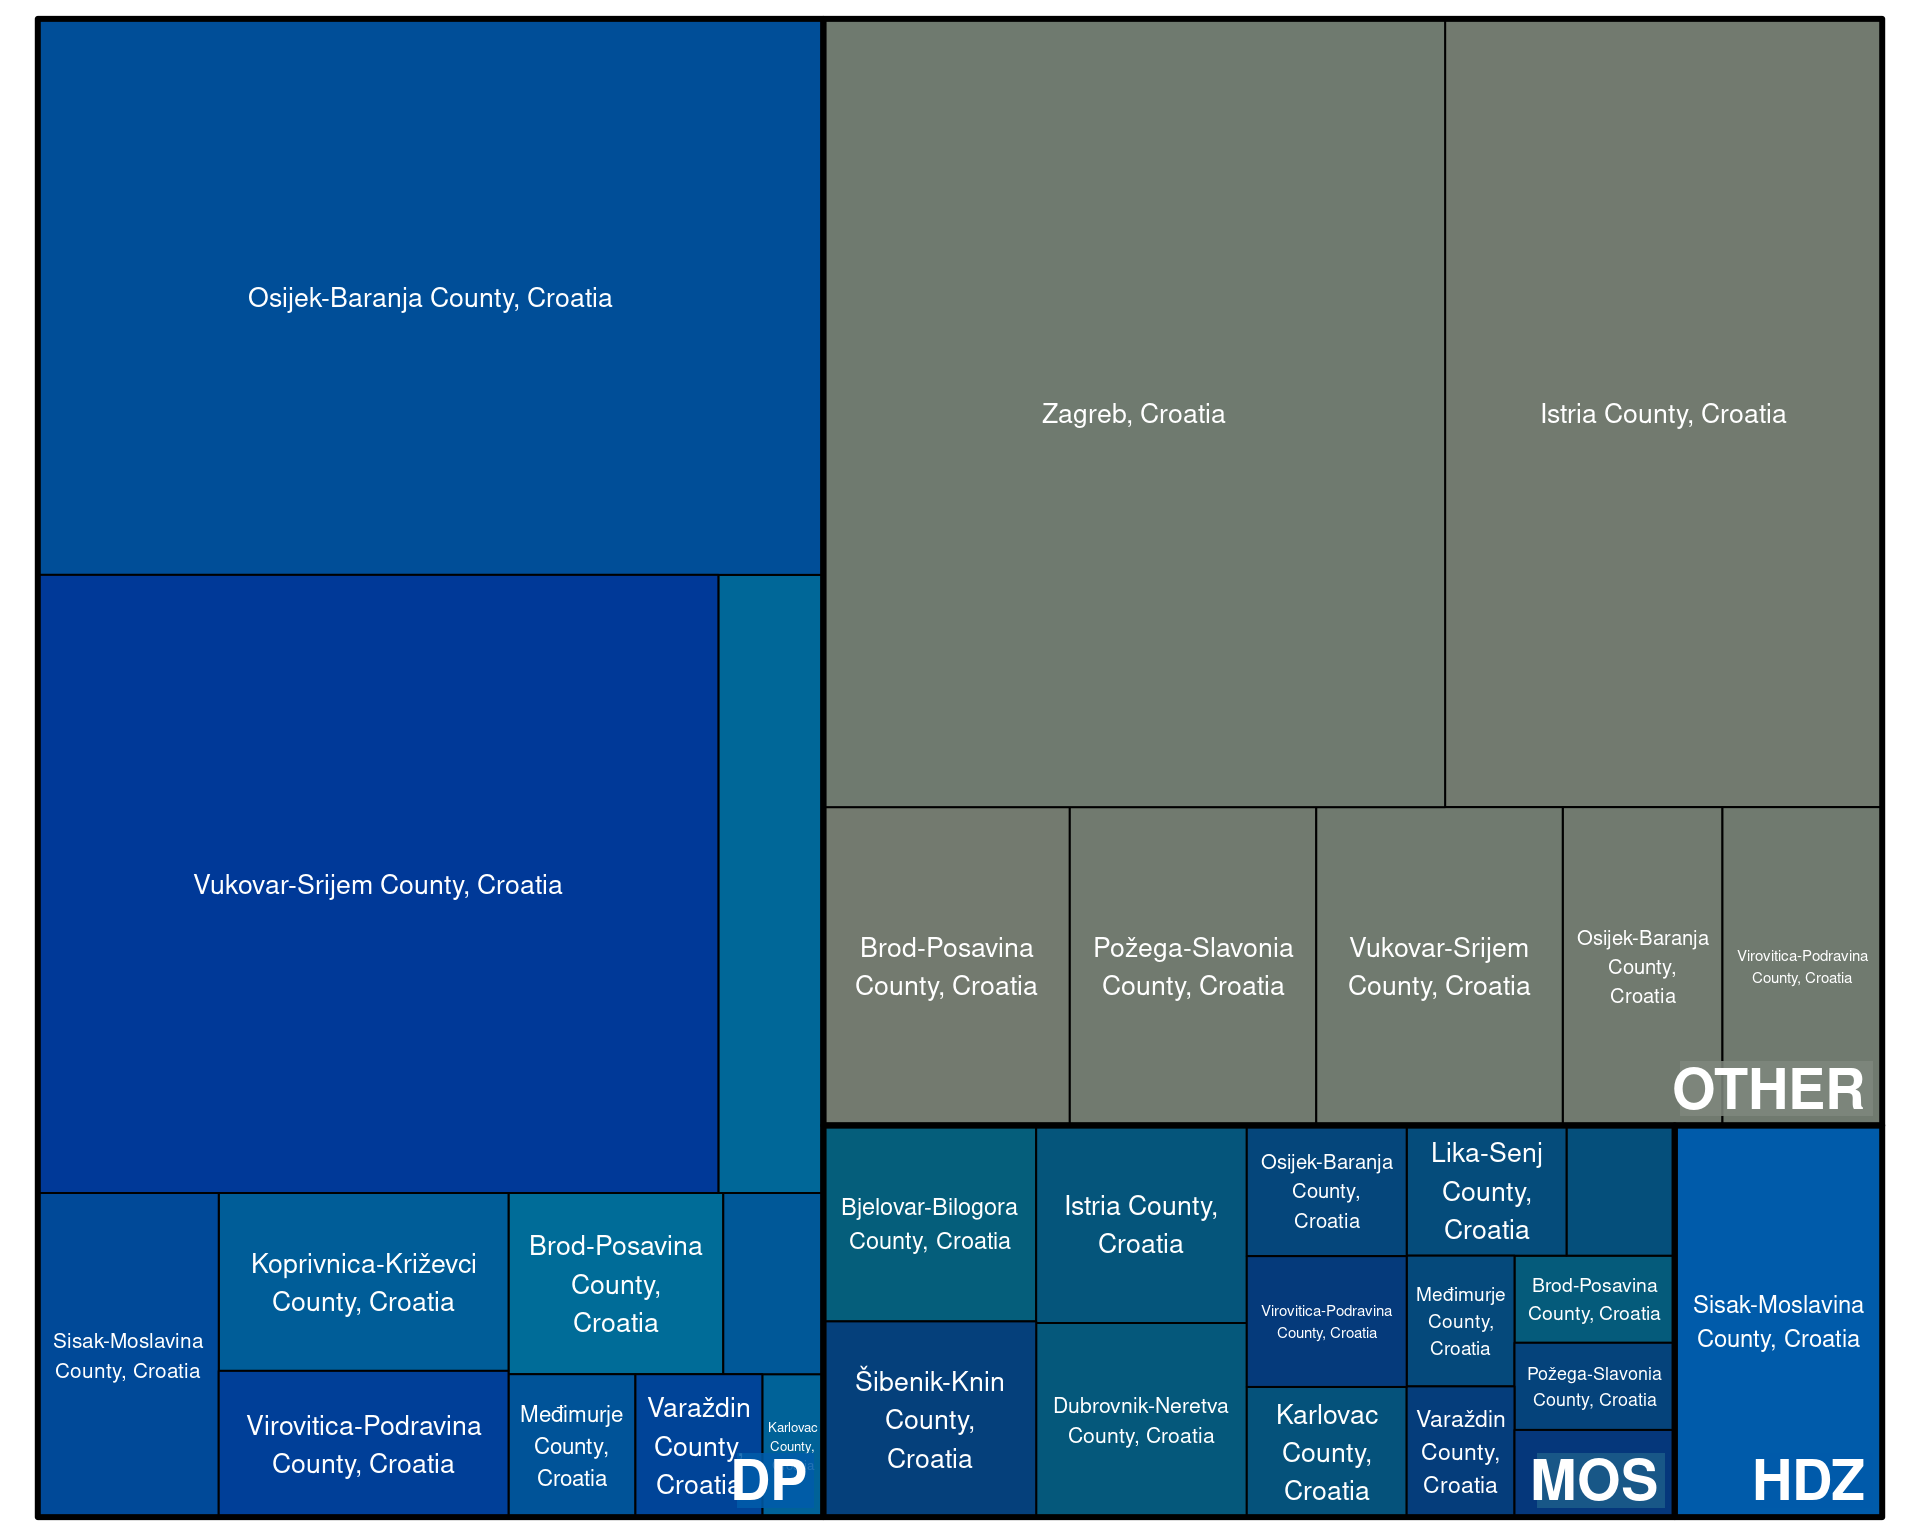 Osijek-Baranja County, Croatia
Vukovar-Srijem County, Croatia
Sisak-Moslavina
County, Croatia
Koprivnica-Križevci
County, Croatia
Virovitica-Podravina
County, Croatia
Brod-Posavina
County,
Croatia
Međimurje
County,
Croatia
Varaždin
County,
Croatia
Karlovac
County,
DP
Zagreb, Croatia
Istria County, Croatia
Brod-Posavina
County, Croatia
Požega-Slavonia
County, Croatia
Vukovar-Srijem
County, Croatia
Osijek-Baranja
County,
Croatia
Virovitica-Podravina
County, Croatia
OTHER
Bjelovar-Bilogora
County, Croatia
Šibenik-Knin
County,
Croatia
Istria County,
Croatia
Dubrovnik-Neretva
County, Croatia
Osijek-Baranja
County,
Croatia
Virovitica-Podravina
County, Croatia
Karlovac
County,
Croatia
Lika-Senj
County,
Croatia
Međimurje
County,
Croatia
Varaždin
County,
Croatia
Brod-Posavina
County, Croatia
Požega-Slavonia
County, Croatia
MOS
Sisak-Moslavina
County, Croatia
HDZ